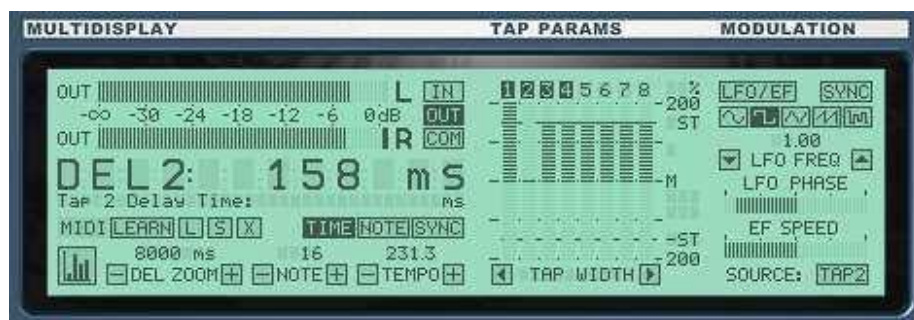 MULTIDISPLAY
TAP PARAMS
MODULATION
OUT L IN
-∞ -30 -24 -18 -12 -6 0dB OUT
OUT R COM
DEL2: 158 ms
Tap 2 Delay Time: ms
MIDI LEARN L S X TIME NOTE SYNC
8000 ms 16 231.3
DEL ZOOM NOTE TEMPO
1 2 3 4 5 6 7 8 %
200
ST
M
-ST
200
TAP WIDTH
LFO/EF SYNC
1.00
LFO FREQ
LFO PHASE
EF SPEED
SOURCE: TAP2